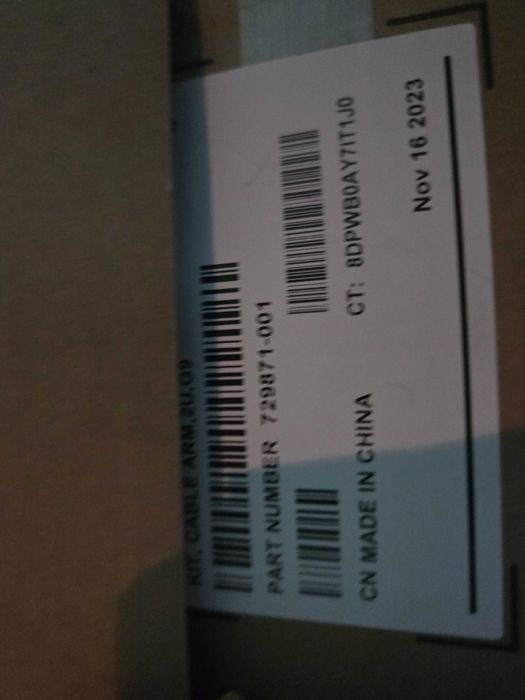 KIT, CABLE ARM,2U,G9
PART NUMBER 729871-001
CT: 8DPWB0AY7IT1J0
CN MADE IN CHINA
Nov 16 2023